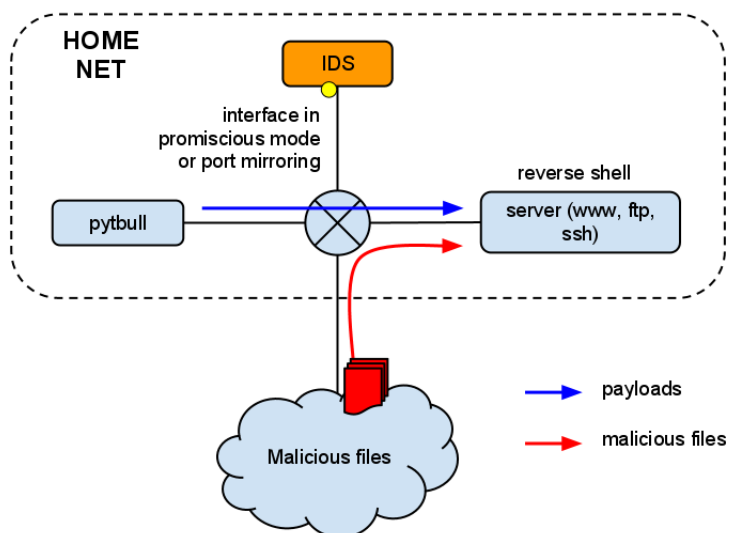 HOME
NET
IDS
interface in
promiscious mode
or port mirroring
reverse shell
pytbull
server (www, ftp,
ssh)
payloads
malicious files
Malicious files